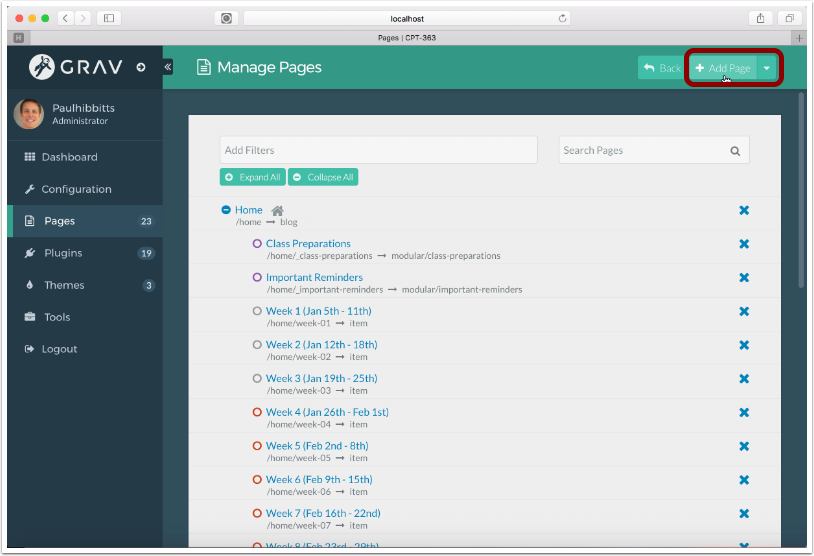 localhost
Pages | CPT-363
H
GRAV
Manage Pages
Back
Add Page
Paulhibbitts
Administrator
Dashboard
Configuration
Pages 23
Plugins 19
Themes 3
Tools
Logout
Add Filters
Search Pages
Expand All
Collapse All
Home
/home → blog
Class Preparations
/home/_class-preparations → modular/class-preparations
Important Reminders
/home/_important-reminders → modular/important-reminders
Week 1 (Jan 5th - 11th)
/home/week-01 → item
Week 2 (Jan 12th - 18th)
/home/week-02 → item
Week 3 (Jan 19th - 25th)
/home/week-03 → item
Week 4 (Jan 26th - Feb 1st)
/home/week-04 → item
Week 5 (Feb 2nd - 8th)
/home/week-05 → item
Week 6 (Feb 9th - 15th)
/home/week-06 → item
Week 7 (Feb 16th - 22nd)
/home/week-07 → item
Week 8 (Feb 23rd - 29th)